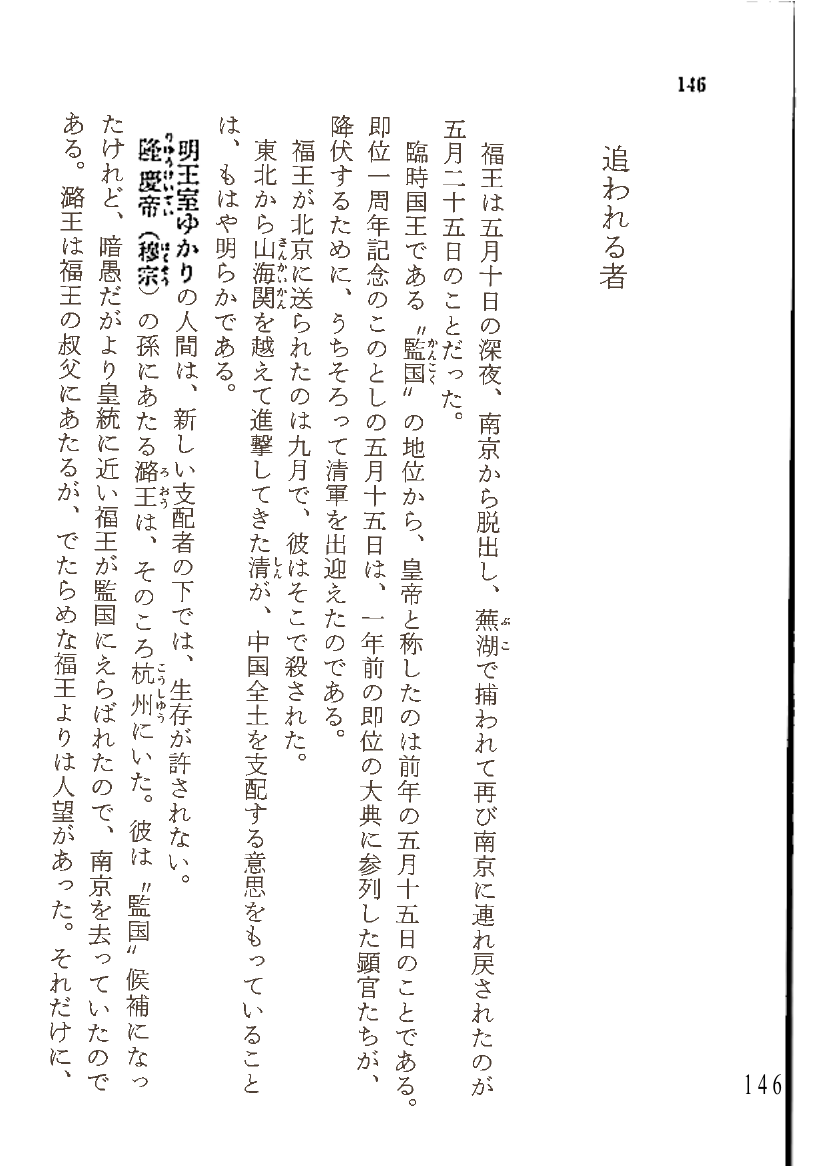 146
追われる者
福王は五月十日の深夜、南京から脱出し、蕪湖で捕われて再び南京に連れ戻されたのが
五月二十五日のことだった。
臨時国王である〝監国〟の地位から、皇帝と称したのは前年の五月十五日のことである。
即位一周年記念のこのとしの五月十五日は、一年前の即位の大典に参列した顕官たちが、
降伏するために、うちそろって清軍を出迎えたのである。
福王が北京に送られたのは九月で、彼はそこで殺された。
東北から山海関を越えて進撃してきた清が、中国全土を支配する意思をもっていること
は、もはや明らかである。
明王室ゆかりの人間は、新しい支配者の下では、生存が許されない。
隆慶帝（穆宗）の孫にあたる潞王は、そのころ杭州にいた。彼は〝監国〟候補になっ
たけれど、暗愚だがより皇統に近い福王が監国にえらばれたので、南京を去っていたので
ある。潞王は福王の叔父にあたるが、でたらめな福王よりは人望があった。それだけに、
146